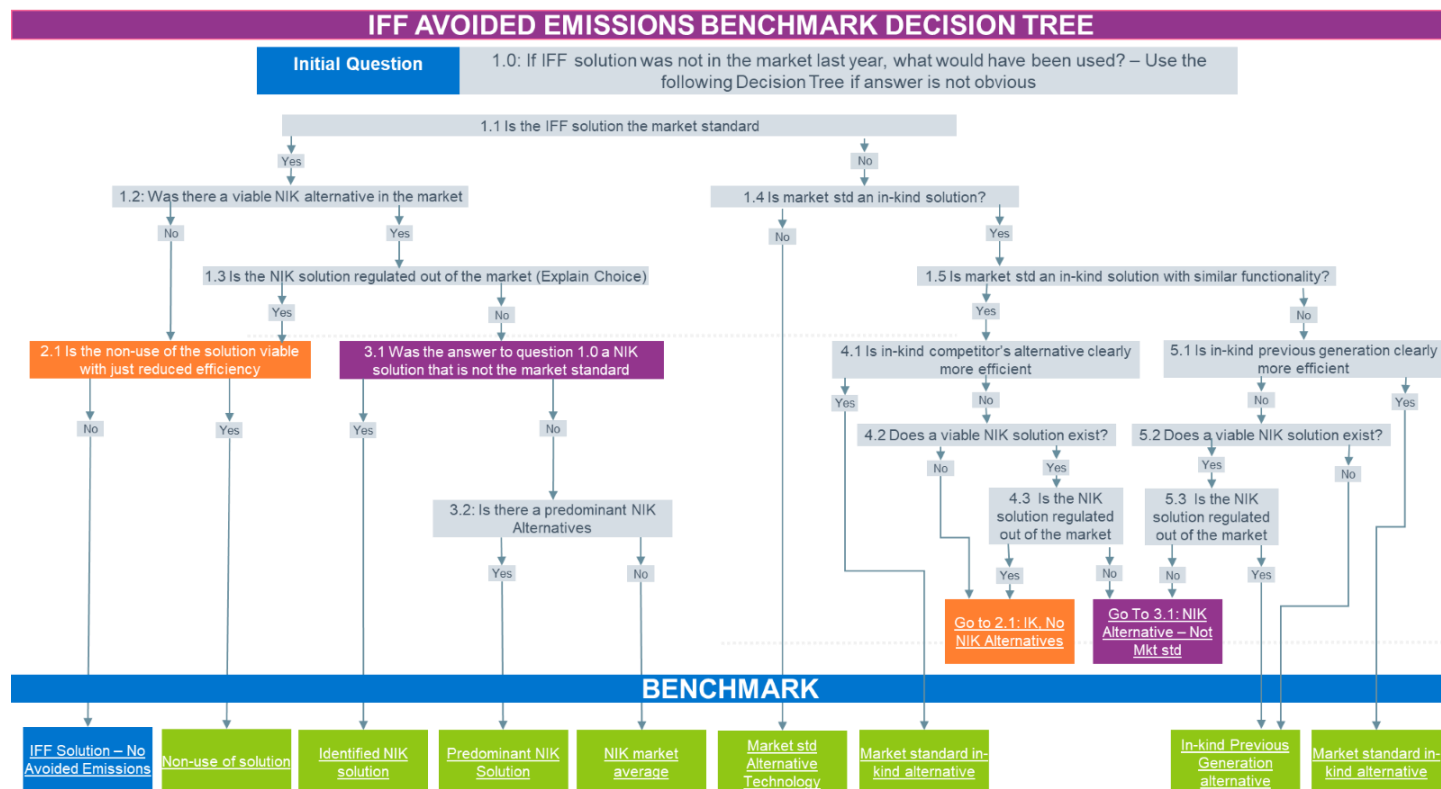 IFF AVOIDED EMISSIONS BENCHMARK DECISION TREE
Initial Question
1.0: If IFF solution was not in the market last year, what would have been used? – Use the
following Decision Tree if answer is not obvious
1.1 Is the IFF solution the market standard
Yes
No
1.2: Was there a viable NIK alternative in the market
1.4 Is market std an in-kind solution?
No
Yes
No
Yes
1.3 Is the NIK solution regulated out of the market (Explain Choice)
1.5 Is market std an in-kind solution with similar functionality?
Yes
No
Yes
No
2.1 Is the non-use of the solution viable
with just reduced efficiency
3.1 Was the answer to question 1.0 a NIK
solution that is not the market standard
4.1 Is in-kind competitor's alternative clearly
more efficient
5.1 Is in-kind previous generation clearly
more efficient
No
Yes
Yes
No
Yes
No
No
Yes
4.2 Does a viable NIK solution exist?
5.2 Does a viable NIK solution exist?
No
Yes
Yes
No
3.2: Is there a predominant NIK
Alternatives
4.3 Is the NIK
solution regulated
out of the market
5.3 Is the NIK
solution regulated
out of the market
Yes
No
Yes
No
No
Yes
Go to 2.1: IK, No
NIK Alternatives
Go To 3.1: NIK
Alternative – Not
Mkt std
BENCHMARK
IFF Solution – No
Avoided Emissions
Non-use of solution
Identified NIK
solution
Predominant NIK
Solution
NIK market
average
Market std
Alternative
Technology
Market standard in-
kind alternative
In-kind Previous
Generation
alternative
Market standard in-
kind alternative